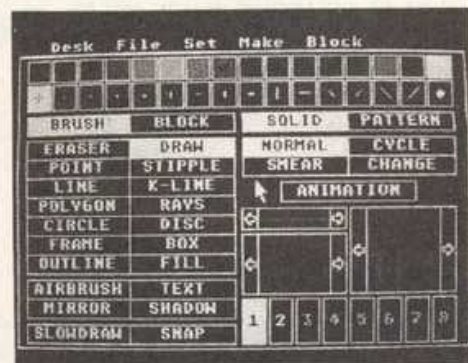 Desk File Set Make Block
BRUSH BLOCK SOLID PATTERN
ERASER DRAW NORMAL CYCLE
POINT STIPPLE SMEAR CHANGE
LINE K-LINE ANIMATION
POLYGON RAYS
CIRCLE DISC
FRAME BOX
OUTLINE FILL
AIRBRUSH TEXT
MIRROR SHADOW
SLOWDRAW SNAP
1 2 3 4 5 6 7 8